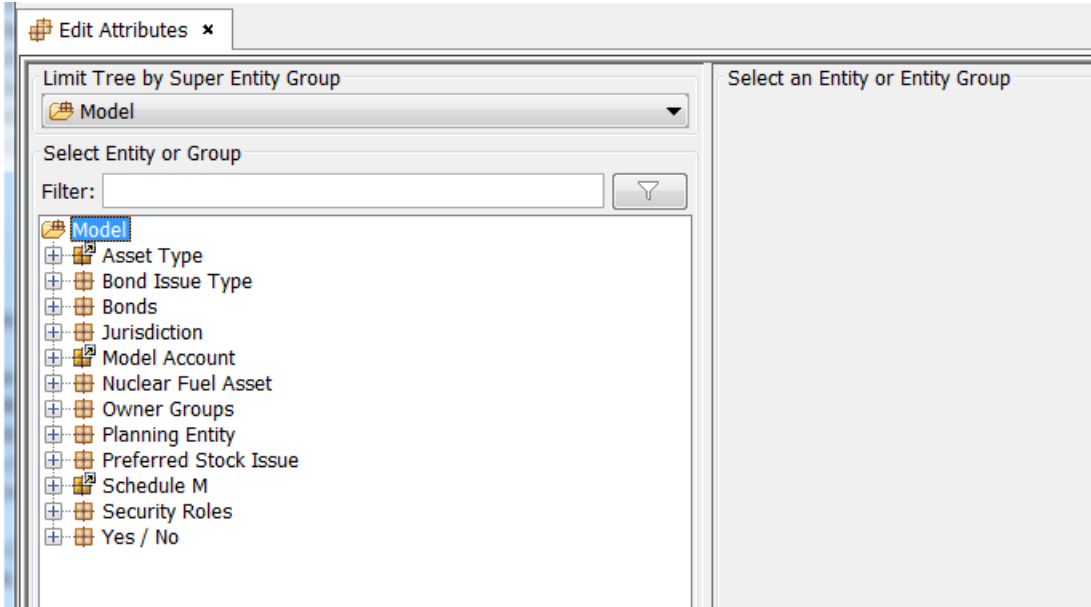 Edit Attributes
Limit Tree by Super Entity Group
Select an Entity or Entity Group
Model
Select Entity or Group
Filter:
Model
Asset Type
Bond Issue Type
Bonds
Jurisdiction
Model Account
Nuclear Fuel Asset
Owner Groups
Planning Entity
Preferred Stock Issue
Schedule M
Security Roles
Yes / No